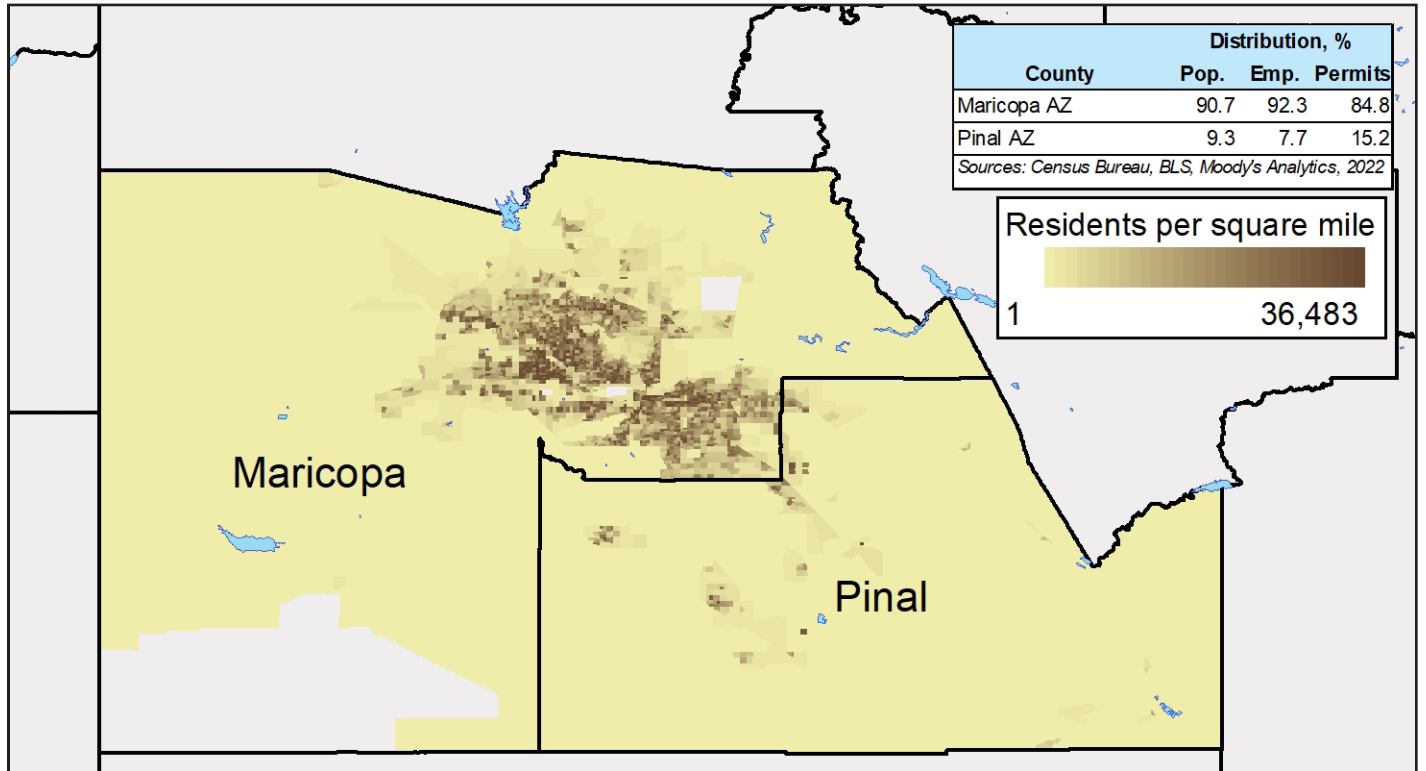 Distribution, %
County Pop. Emp. Permits
Maricopa AZ 90.7 92.3 84.8
Pinal AZ 9.3 7.7 15.2
Sources: Census Bureau, BLS, Moody's Analytics, 2022
Residents per square mile
1 36,483
Maricopa
Pinal